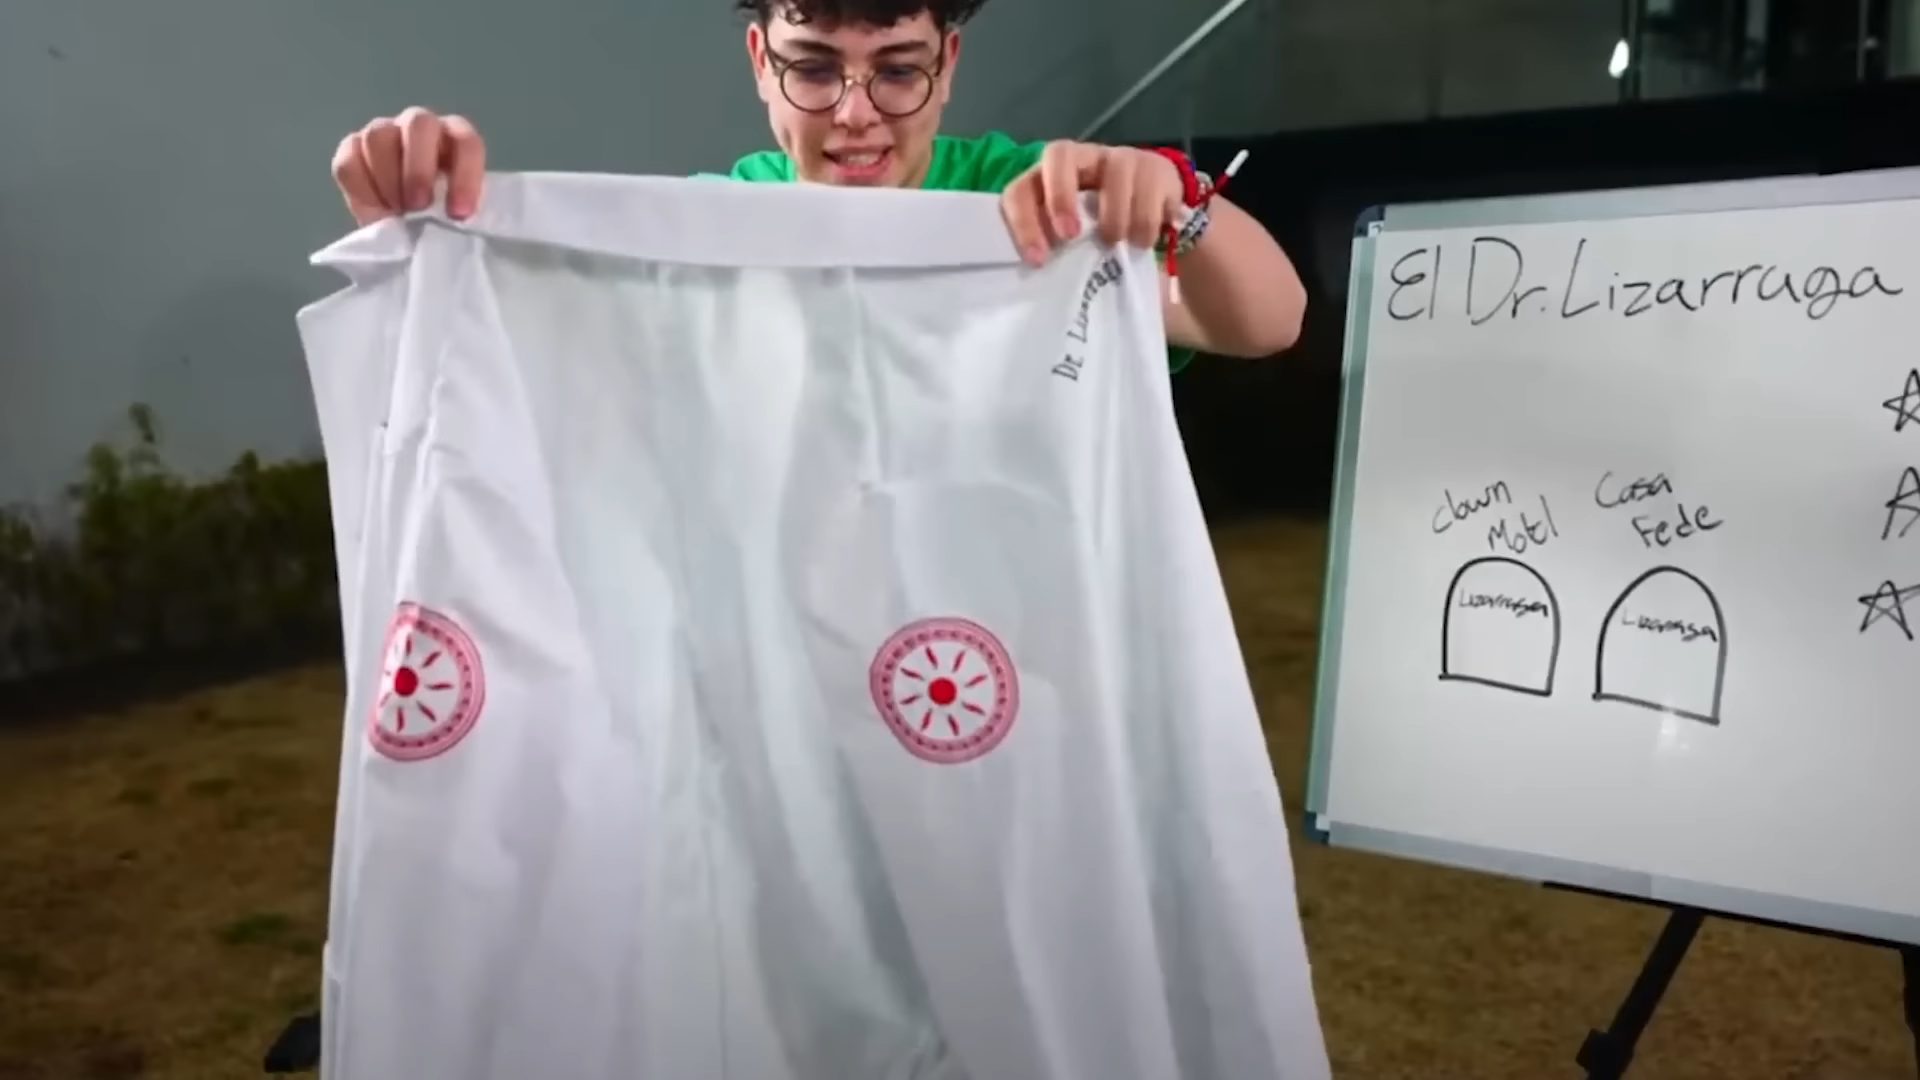 Dr. Lizarraga
El Dr. Lizarraga
Clown
Motel
Casa
Fede
Lizarraga
Lizarraga